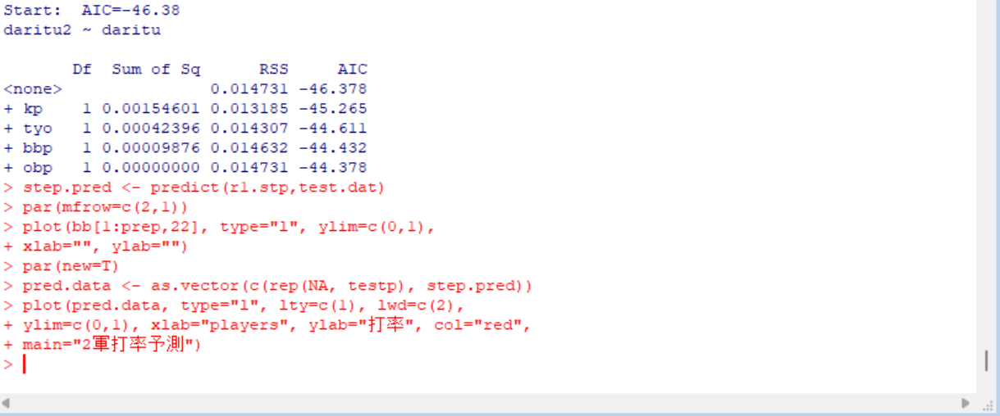 Start:  AIC=-46.38
daritu2 ~ daritu
Df  Sum of Sq      RSS     AIC
<none>              0.014731 -46.378
+ kp    1 0.00154601 0.013185 -45.265
+ tyo   1 0.00042396 0.014307 -44.611
+ bbp   1 0.00009876 0.014632 -44.432
+ obp   1 0.00000000 0.014731 -44.378
> step.pred <- predict(r1.stp,test.dat)
> par(mfrow=c(2,1))
> plot(bb[1:prep,22], type="l", ylim=c(0,1),
+ xlab="", ylab="")
> par(new=T)
> pred.data <- as.vector(c(rep(NA, testp), step.pred))
> plot(pred.data, type="l", lty=c(1), lwd=c(2),
+ ylim=c(0,1), xlab="players", ylab="打率", col="red",
+ main="2軍打率予測")
>